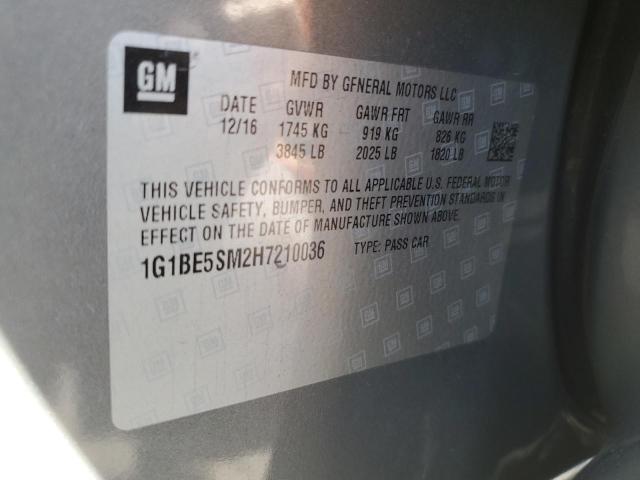 GM
MFD BY GENERAL MOTORS LLC
DATE GVWR GAWR FRT GAWR RR
12/16 1745 KG 919 KG 826 KG
3845 LB 2025 LB 1820 LB
THIS VEHICLE CONFORMS TO ALL APPLICABLE U.S. FEDERAL MOTOR
VEHICLE SAFETY, BUMPER, AND THEFT PREVENTION STANDARDS IN
EFFECT ON THE DATE OF MANUFACTURE SHOWN ABOVE.
1G1BE5SM2H7210036 TYPE: PASS CAR